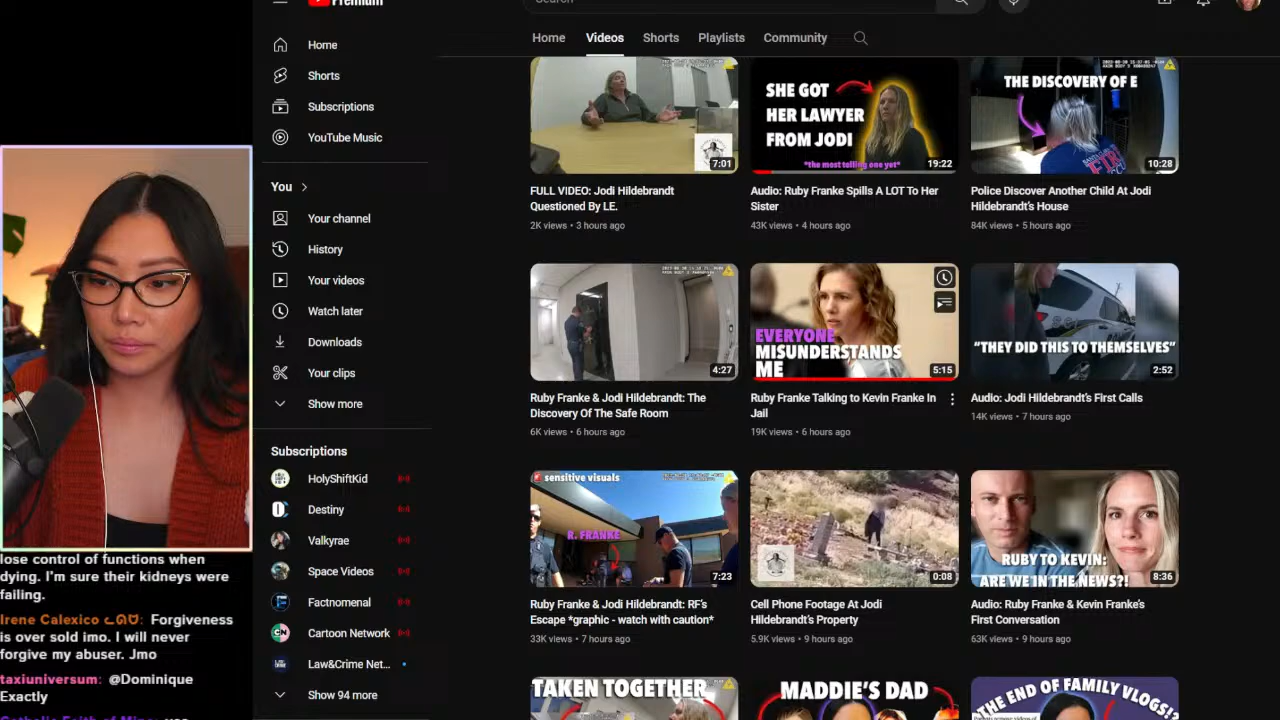 Premium
Search
Home
Videos
Shorts
Playlists
Community
Home
Shorts
Subscriptions
YouTube Music
You
Your channel
History
Your videos
Watch later
Downloads
Your clips
Show more
Subscriptions
HolyShiftKid
Destiny
Valkyrae
Space Videos
Factnomenal
Cartoon Network
Law&Crime Net...
Show 94 more
7:01
FULL VIDEO: Jodi Hildebrandt
Questioned By LE.
2K views • 3 hours ago
SHE GOT
HER LAWYER
FROM JODI
*the most telling one yet*
19:22
Audio: Ruby Franke Spills A LOT To Her
Sister
43K views • 4 hours ago
THE DISCOVERY OF E
10:28
Police Discover Another Child At Jodi
Hildebrandt's House
84K views • 5 hours ago
4:27
Ruby Franke & Jodi Hildebrandt: The
Discovery Of The Safe Room
6K views • 6 hours ago
EVERYONE
MISUNDERSTANDS
ME
5:15
Ruby Franke Talking to Kevin Franke In
Jail
19K views • 6 hours ago
"THEY DID THIS TO THEMSELVES"
2:52
Audio: Jodi Hildebrandt's First Calls
14K views • 7 hours ago
sensitive visuals
R. FRANKE
7:23
Ruby Franke & Jodi Hildebrandt: RF's
Escape *graphic - watch with caution*
33K views • 7 hours ago
0:08
Cell Phone Footage At Jodi
Hildebrandt's Property
5.9K views • 9 hours ago
RUBY TO KEVIN:
ARE WE IN THE NEWS?!
8:36
Audio: Ruby Franke & Kevin Franke's
First Conversation
63K views • 9 hours ago
TAKEN TOGETHER
MADDIE'S DAD
THE END OF FAMILY VLOGS!?
lose control of functions when
dying. I'm sure their kidneys were
failing.
Irene Calexico ᓚᘏᗢ: Forgiveness
is over sold imo. I will never
forgive my abuser. Jmo
taxiuniversum: @Dominique
Exactly